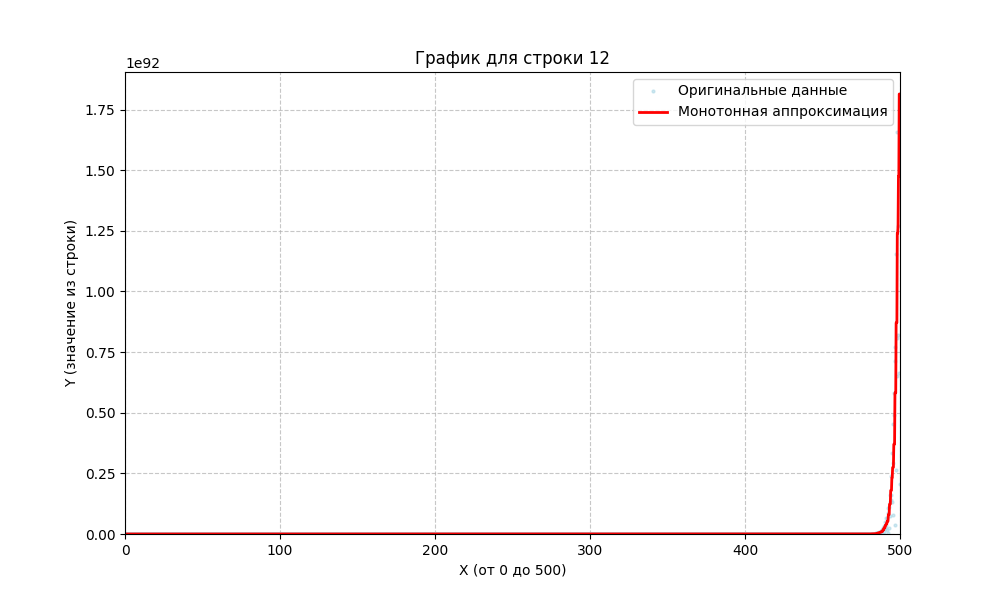 График для строки 12
1e92
Оригинальные данные
Монотонная аппроксимация
1.75
1.50
1.25
1.00
0.75
0.50
0.25
0.00
Y (значение из строки)
0 100 200 300 400 500
X (от 0 до 500)